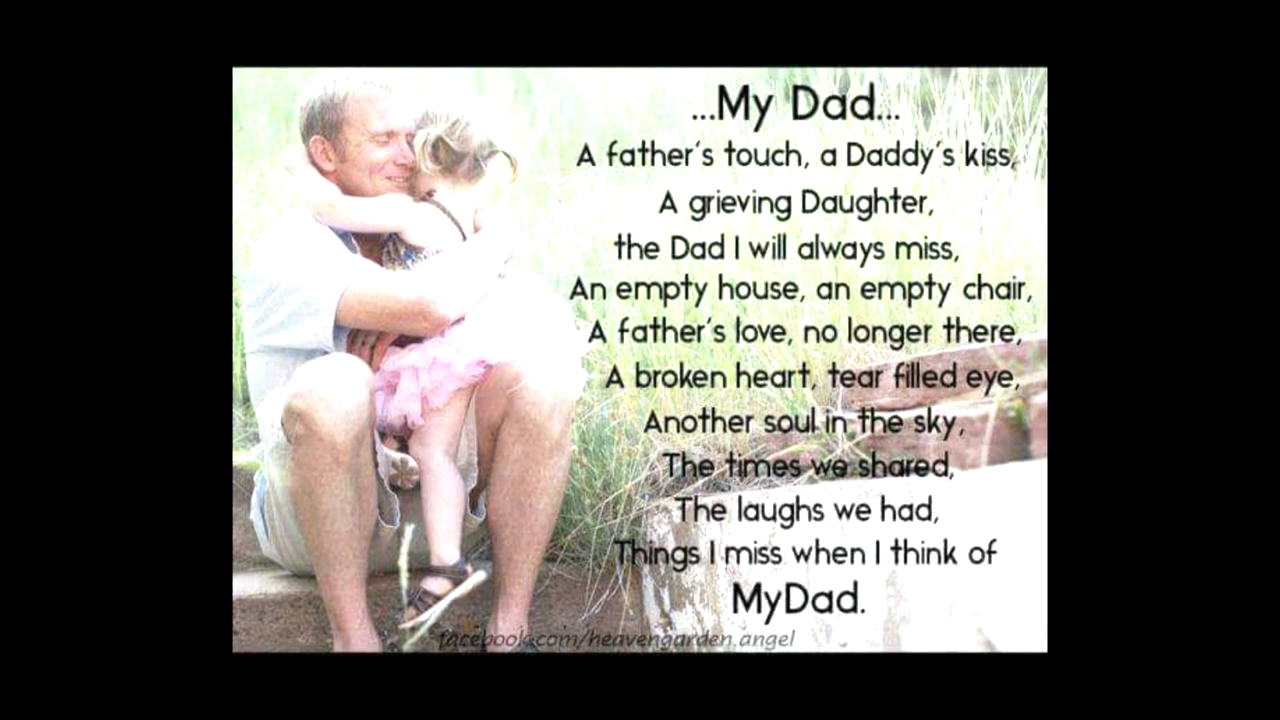 ...My Dad...
A father's touch, a Daddy's kiss,
A grieving Daughter,
the Dad I will always miss,
An empty house, an empty chair,
A father's love, no longer there,
A broken heart, tear filled eye,
Another soul in the sky,
The times we shared,
The laughs we had,
Things I miss when I think of
MyDad.
facebook.com/heavengarden.angel